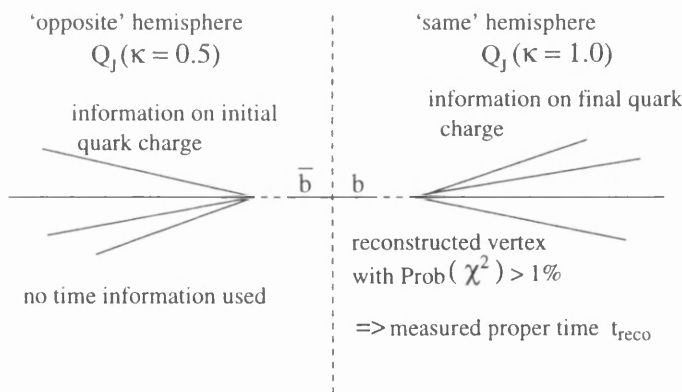 'opposite' hemisphere
Q_J(κ = 0.5)
information on initial
quark charge
b̅
no time information used
'same' hemisphere
Q_J(κ = 1.0)
information on final quark
charge
b
reconstructed vertex
with Prob(χ²) > 1%
=> measured proper time t_reco